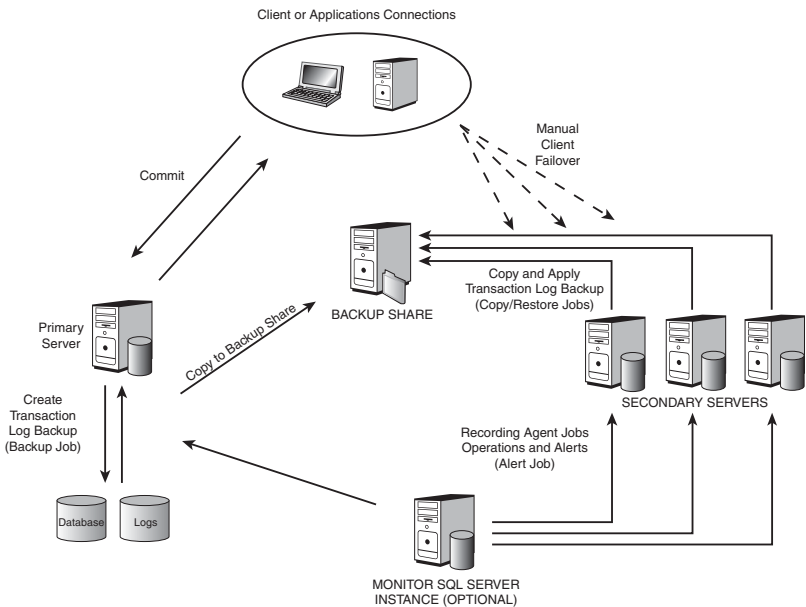 Client or Applications Connections
Manual
Client
Failover
Commit
Copy and Apply
Transaction Log Backup
(Copy/Restore Jobs)
BACKUP SHARE
Primary
Server
Copy to Backup Share
SECONDARY SERVERS
Create
Transaction
Log Backup
(Backup Job)
Recording Agent Jobs
Operations and Alerts
(Alert Job)
Database
Logs
MONITOR SQL SERVER
INSTANCE (OPTIONAL)